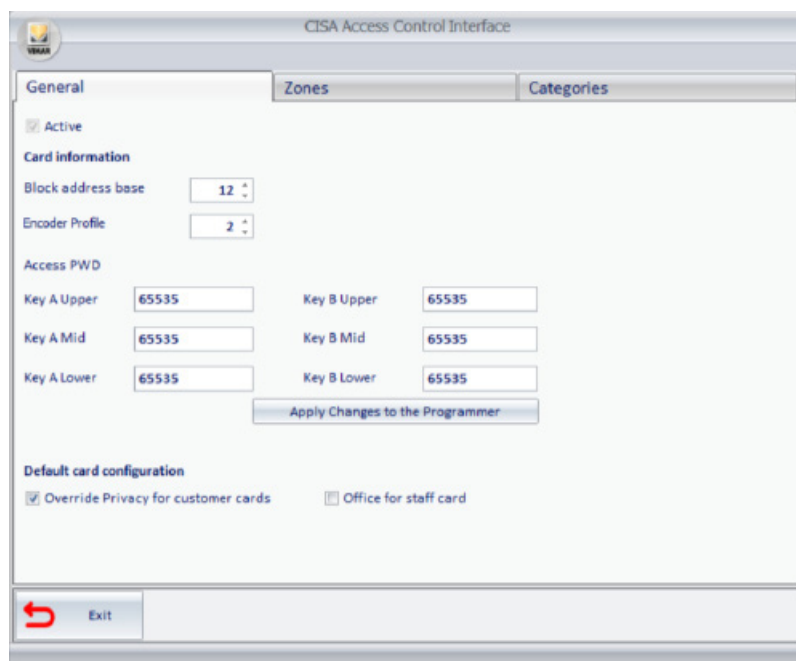 CISA Access Control Interface
VIMAR
General Zones Categories
Active
Card information
Block address base 12
Encoder Profile 2
Access PWD
Key A Upper 65535 Key B Upper 65535
Key A Mid 65535 Key B Mid 65535
Key A Lower 65535 Key B Lower 65535
Apply Changes to the Programmer
Default card configuration
Override Privacy for customer cards Office for staff card
Exit